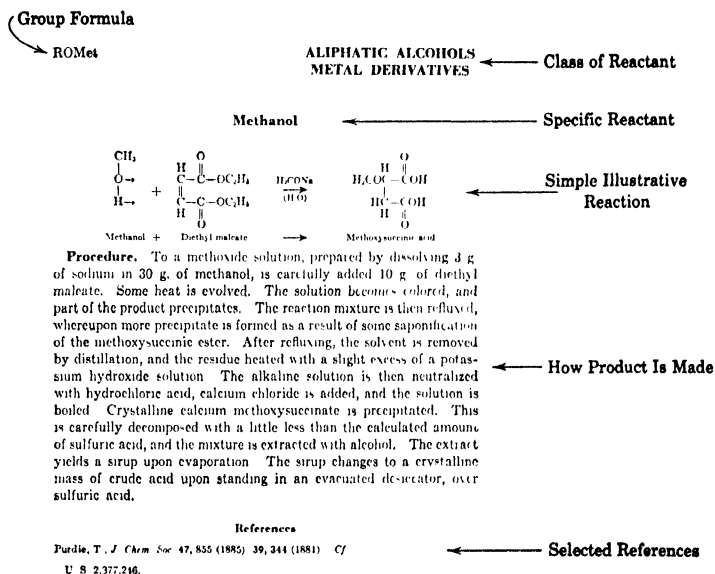 Group Formula
ROMet
ALIPHATIC ALCOHOLS
METAL DERIVATIVES
Class of Reactant
Methanol
Specific Reactant
CH₃
O→
H→
+
O
H
C—C—OC₂H₅
C—C—OC₂H₅
H
O
H₃CONa
(H₂O)
O
H
H₃COC—COH
HC—COH
H
O
Simple Illustrative
Reaction
Methanol + Diethyl maleate → Methoxysuccinic acid
Procedure. To a methoxide solution, prepared by dissolving 3 g
of sodium in 30 g. of methanol, is carefully added 10 g of diethyl
maleate. Some heat is evolved. The solution becomes colored, and
part of the product precipitates. The reaction mixture is then refluxed,
whereupon more precipitate is formed as a result of some saponification
of the methoxysuccinic ester. After refluxing, the solvent is removed
by distillation, and the residue heated with a slight excess of a potas-
sium hydroxide solution The alkaline solution is then neutralized
with hydrochloric acid, calcium chloride is added, and the solution is
boiled Crystalline calcium methoxysuccinate is precipitated. This
is carefully decomposed with a little less than the calculated amount
of sulfuric acid, and the mixture is extracted with alcohol. The extract
yields a sirup upon evaporation The sirup changes to a crystalline
mass of crude acid upon standing in an evacuated desiccator, over
sulfuric acid.
How Product Is Made
References
Purdie, T, J Chem Soc 47, 855 (1885) 39, 344 (1881) Cf
U S 2,377,246.
Selected References